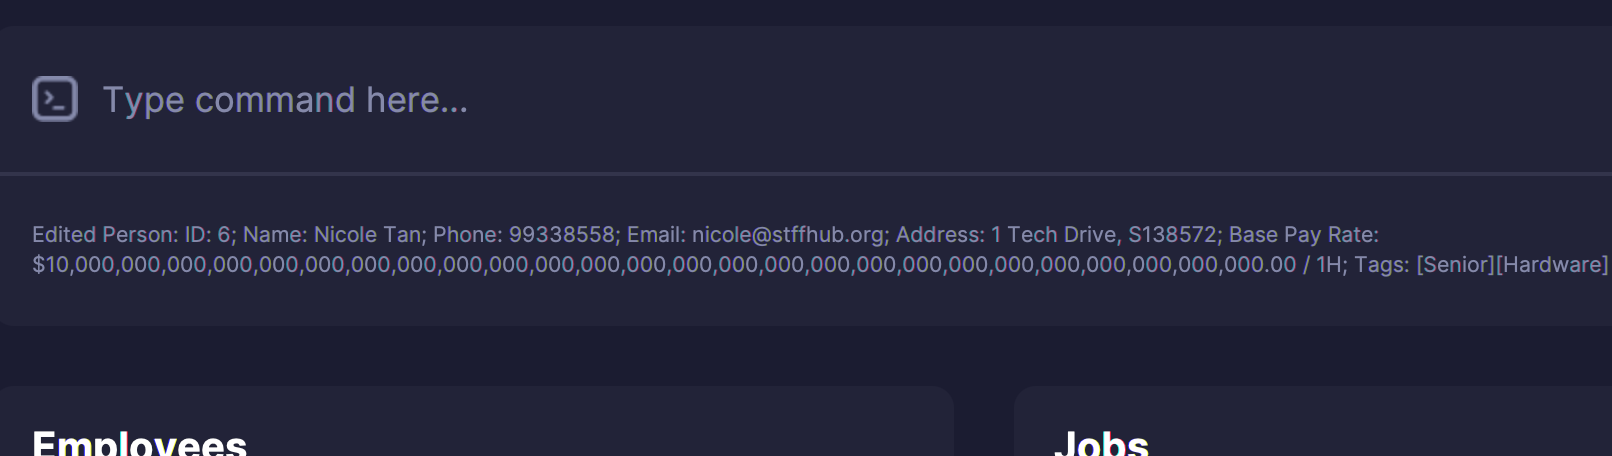 Type command here...
Edited Person: ID: 6; Name: Nicole Tan; Phone: 99338558; Email: nicole@stffhub.org; Address: 1 Tech Drive, S138572; Base Pay Rate:
$10,000,000,000,000,000,000,000,000,000,000,000,000,000,000,000,000,000,000,000,000,000,000,000,000,000,000.00 / 1H; Tags: [Senior][Hardware]
Employees
Jobs